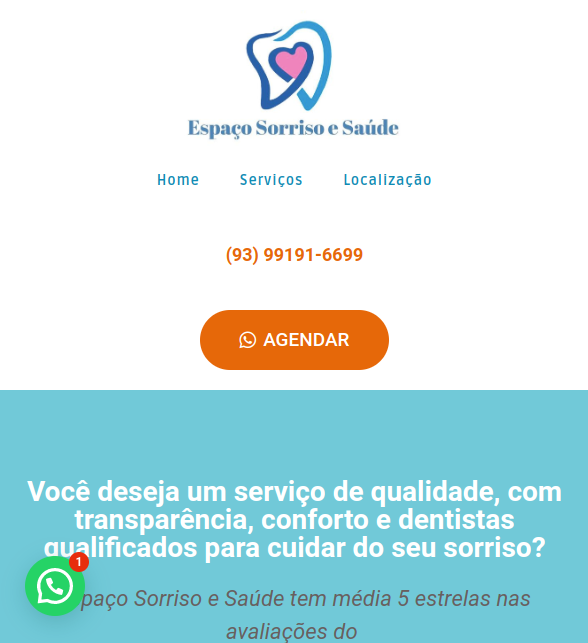 Espaço Sorriso e Saúde
Home Serviços Localização
(93) 99191-6699
AGENDAR
Você deseja um serviço de qualidade, com
transparência, conforto e dentistas
qualificados para cuidar do seu sorriso?
1
paço Sorriso e Saúde tem média 5 estrelas nas
avaliações do